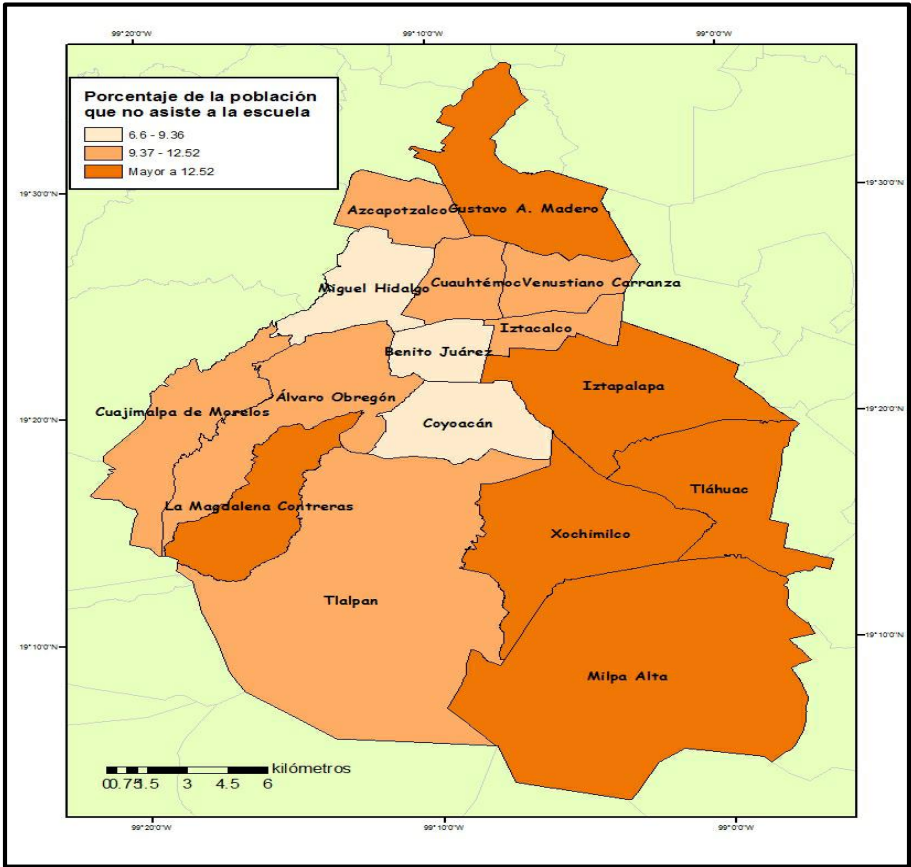 99°20'0"W 99°10'0"W 99°0'0"W
Porcentaje de la población
que no asiste a la escuela
6.6 - 9.36
9.37 - 12.52
Mayor a 12.52
19°30'0"N 19°30'0"N
Azcapotzalco
Gustavo A. Madero
Miguel Hidalgo
Cuauhtémoc
Venustiano Carranza
Iztacalco
Benito Juárez
Iztapalapa
Cuajimalpa de Morelos
Álvaro Obregón
19°20'0"N 19°20'0"N
Coyoacán
Tláhuac
La Magdalena Contreras
Xochimilco
Tlalpan
19°10'0"N 19°10'0"N
Milpa Alta
kilómetros
0 0.75 1.5 3 4.5 6
99°20'0"W 99°10'0"W 99°0'0"W